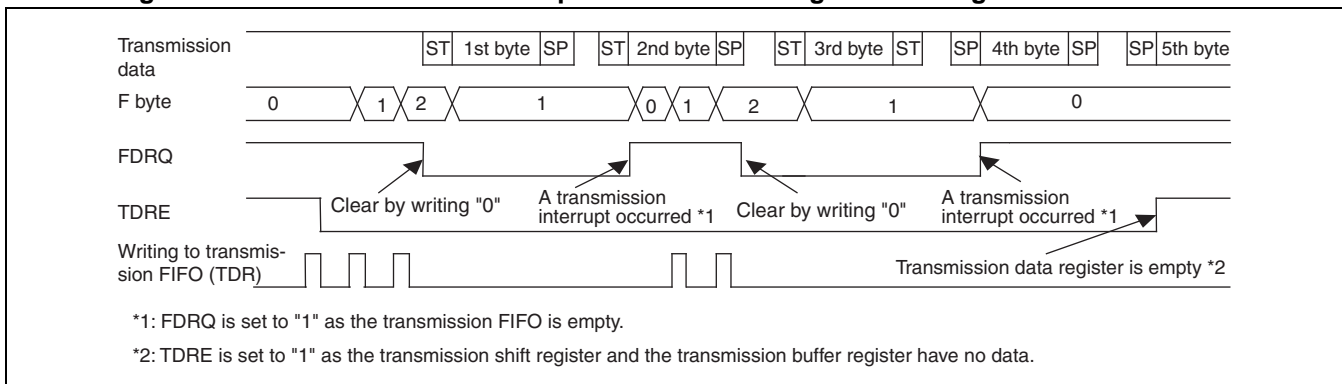 Transmission
data
ST 1st byte SP ST 2nd byte SP ST 3rd byte ST SP 4th byte SP SP 5th byte
F byte
0 1 2 1 0 1 2 1 0
FDRQ
Clear by writing "0"
A transmission
interrupt occurred *1
Clear by writing "0"
A transmission
interrupt occurred *1
TDRE
Writing to transmis-
sion FIFO (TDR)
Transmission data register is empty *2
*1: FDRQ is set to "1" as the transmission FIFO is empty.
*2: TDRE is set to "1" as the transmission shift register and the transmission buffer register have no data.